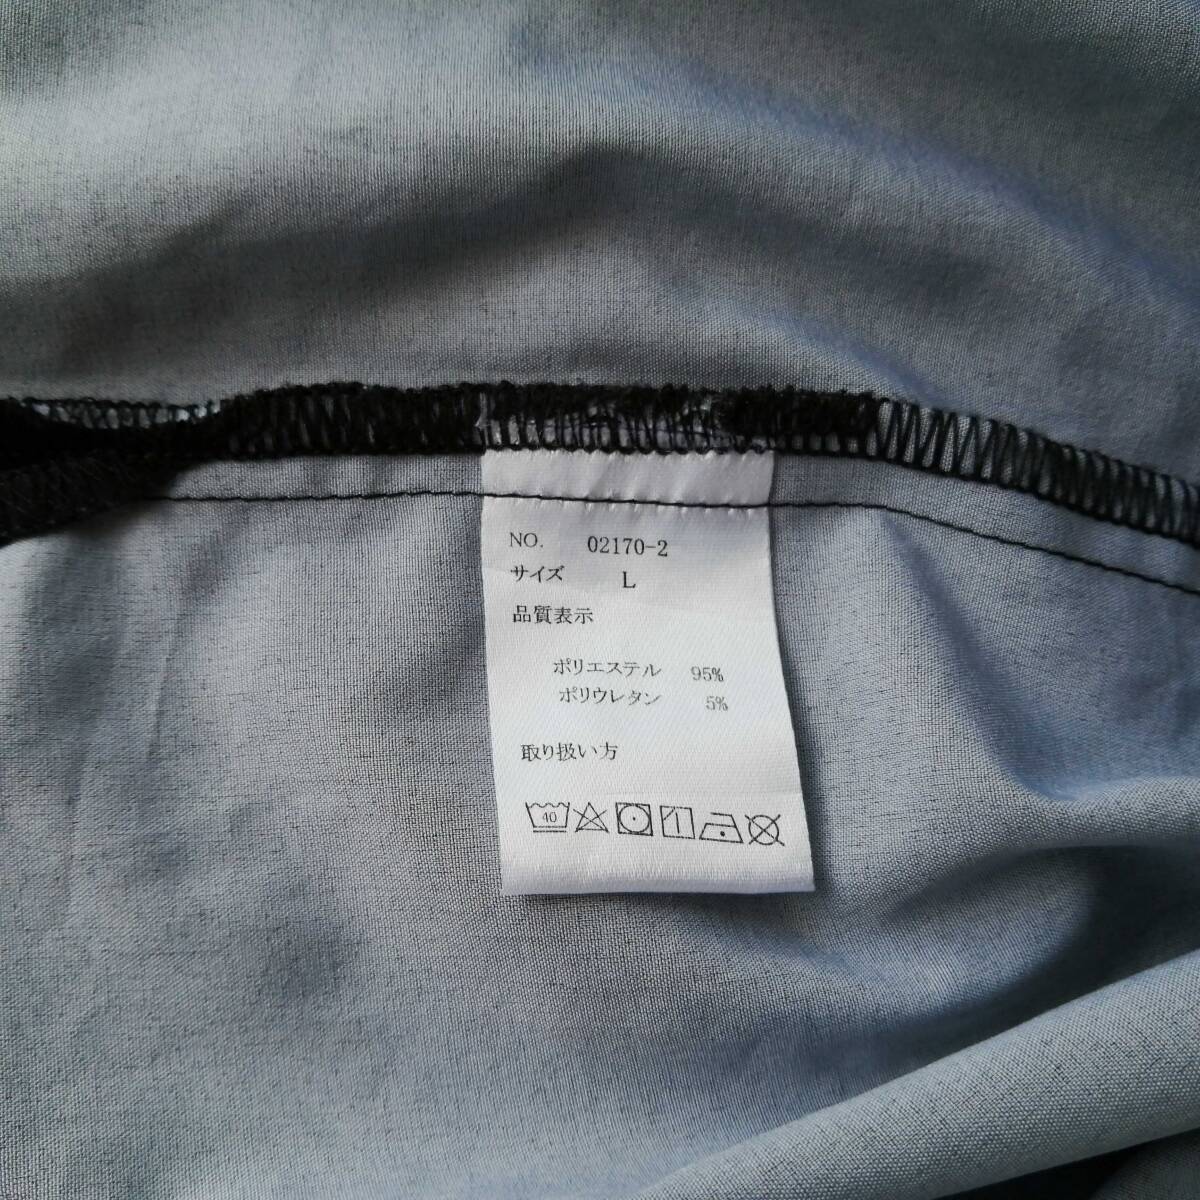 NO. 02170-2
サイズ L
品質表示
ポリエステル 95%
ポリウレタン 5%
取り扱い方
40